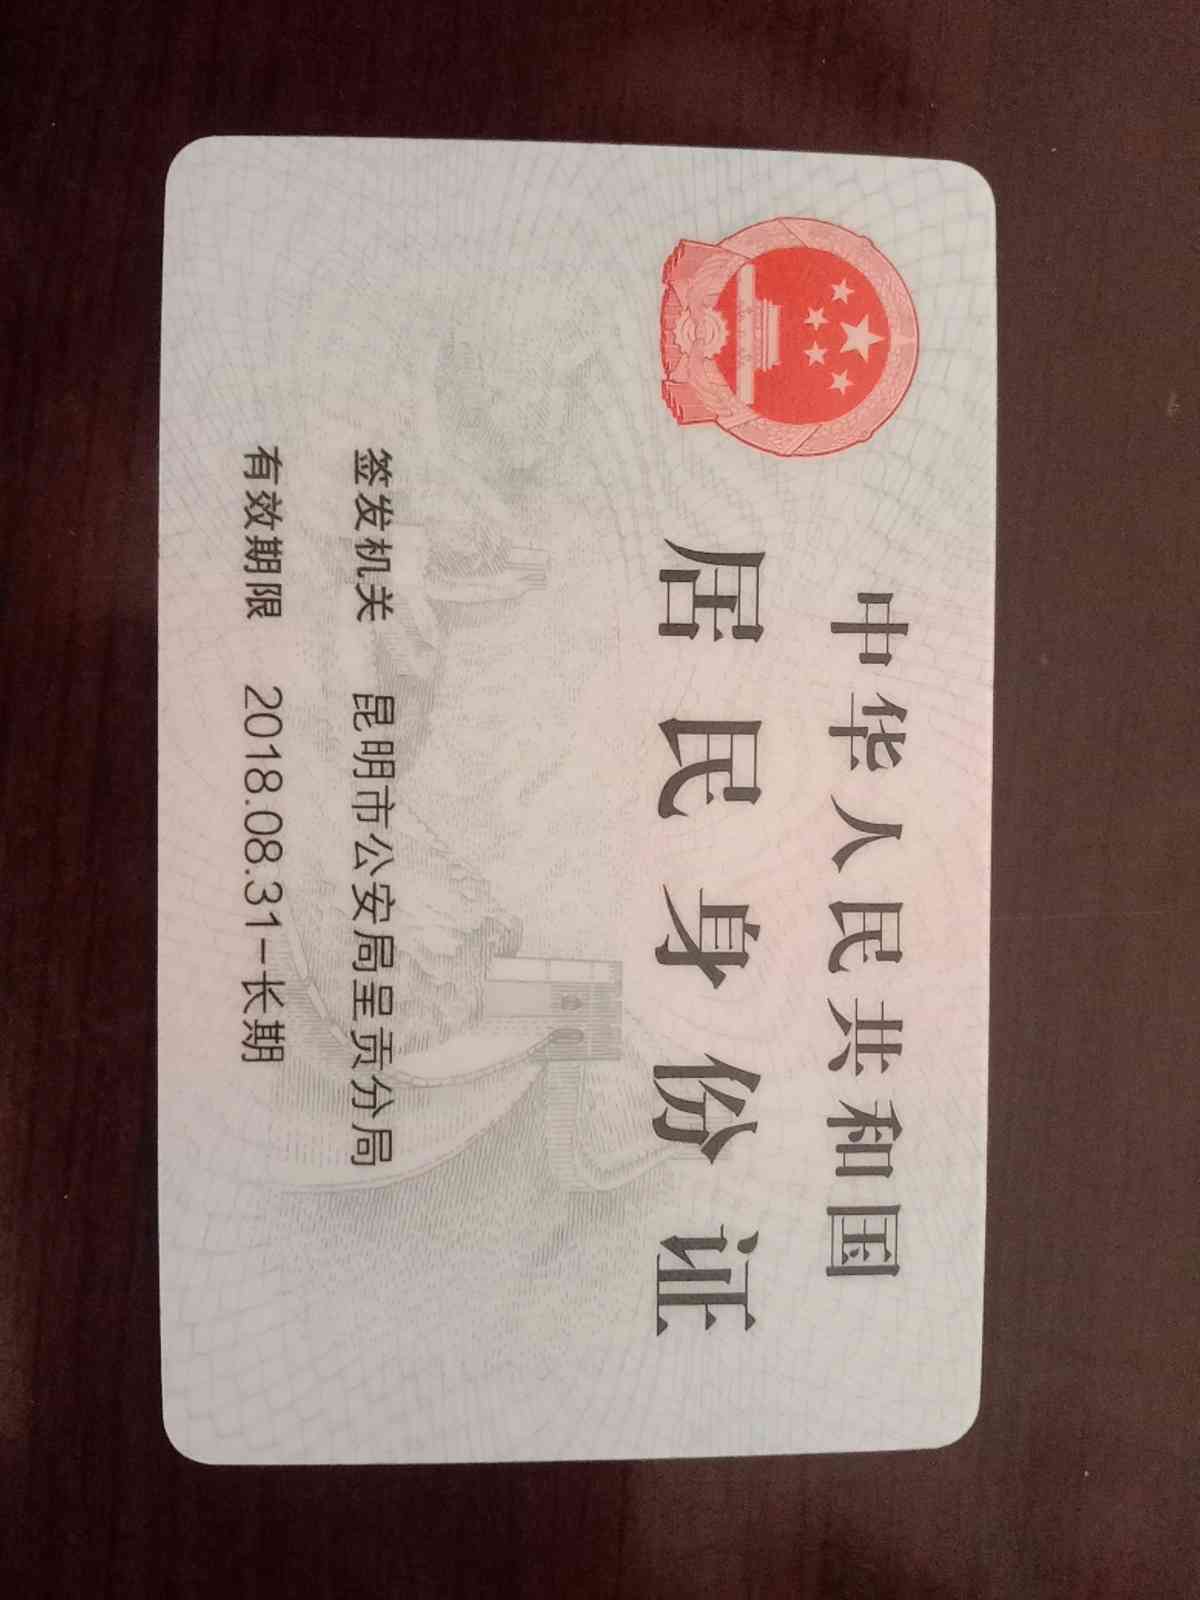 中华人民共和国
居民身份证
签发机关 昆明市公安局呈贡分局
有效期限 2018.08.31-长期